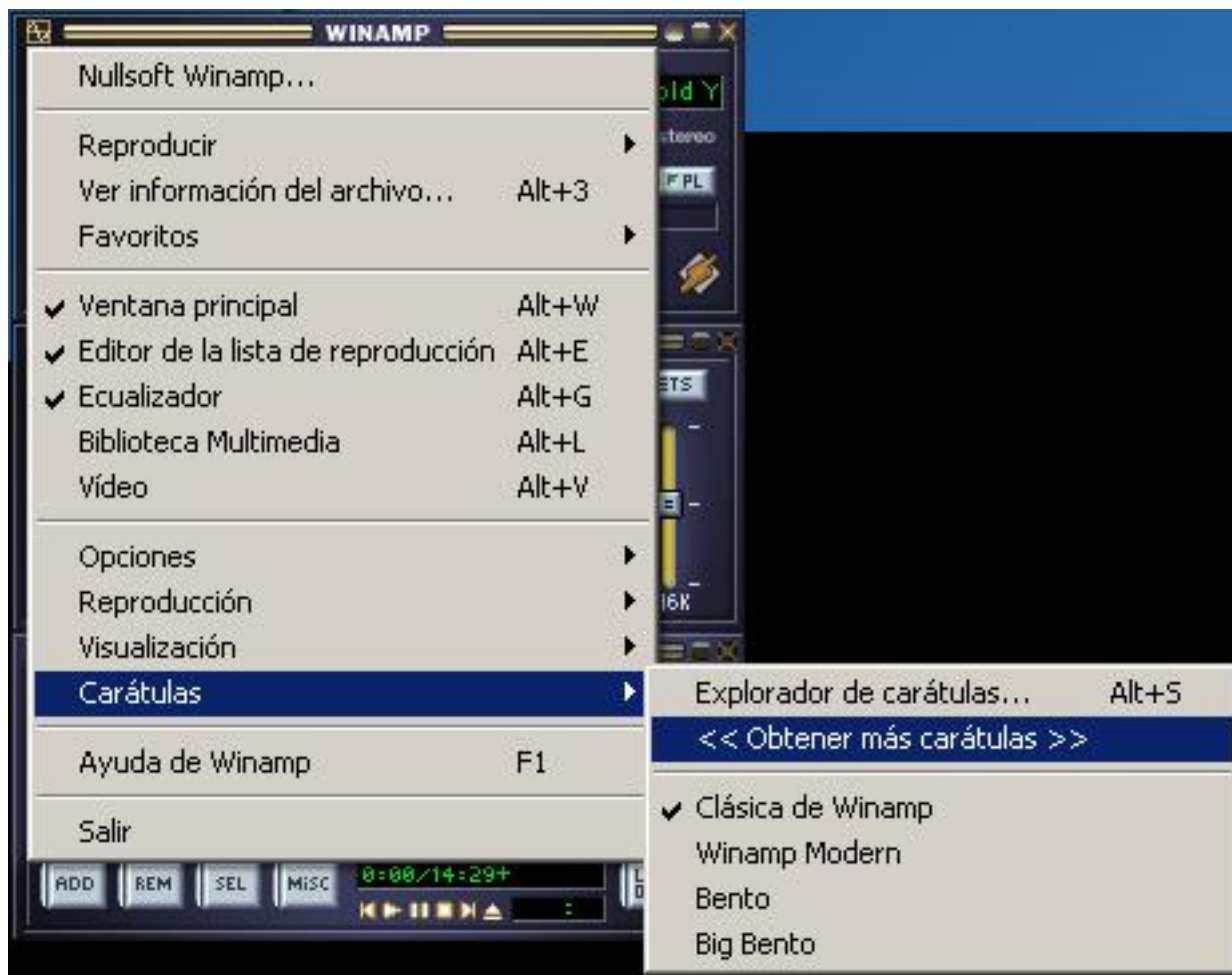 WINAMP
Nullsoft Winamp...
old Y
stereo
Reproducir
PL
Ver información del archivo... Alt+3
Favoritos
✓ Ventana principal Alt+W
✓ Editor de la lista de reproducción Alt+E
ETS
✓ Ecualizador Alt+G
Biblioteca Multimedia Alt+L
Vídeo Alt+V
Opciones
Reproducción
16K
Visualización
Carátulas
Explorador de carátulas... Alt+S
<< Obtener más carátulas >>
Ayuda de Winamp F1
✓ Clásica de Winamp
Salir
Winamp Modern
ADD REM SEL MISC 0:00/14:29+
Bento
Big Bento